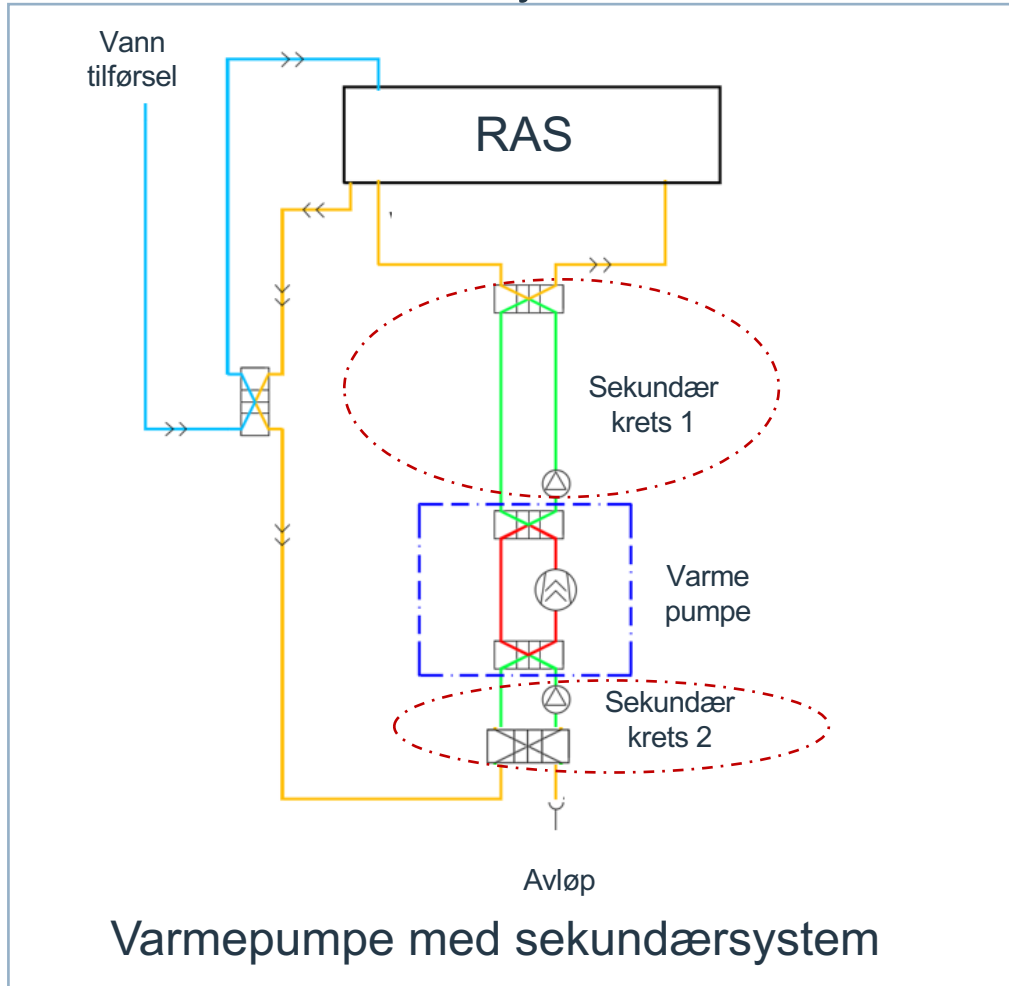 Vann
tilførsel
RAS
Sekundær
krets 1
Varme
pumpe
Sekundær
krets 2
Avløp
Varmepumpe med sekundærsystem